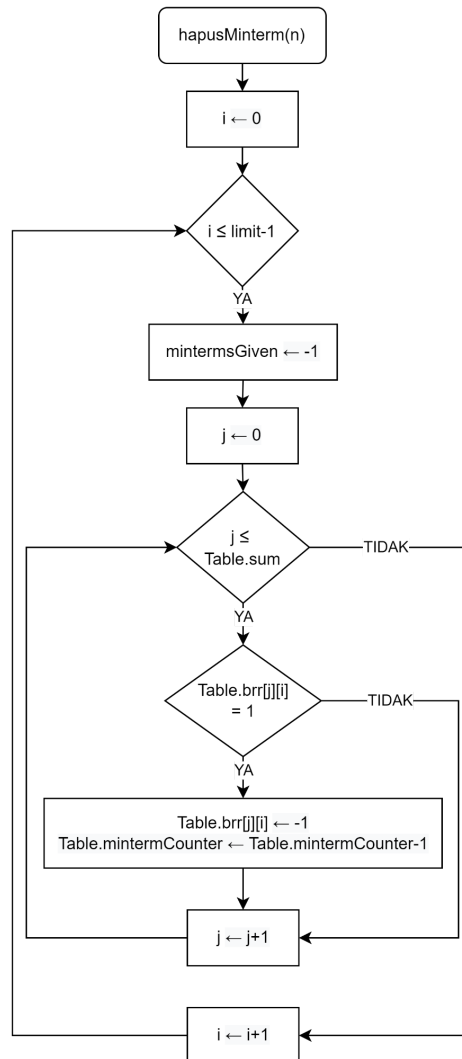 hapusMinterm(n)
i ← 0
i ≤ limit-1
YA
mintermsGiven ← -1
j ← 0
j ≤
Table.sum
TIDAK
YA
Table.brr[j][i]
= 1
TIDAK
YA
Table.brr[j][i] ← -1
Table.mintermCounter ← Table.mintermCounter-1
j ← j+1
i ← i+1